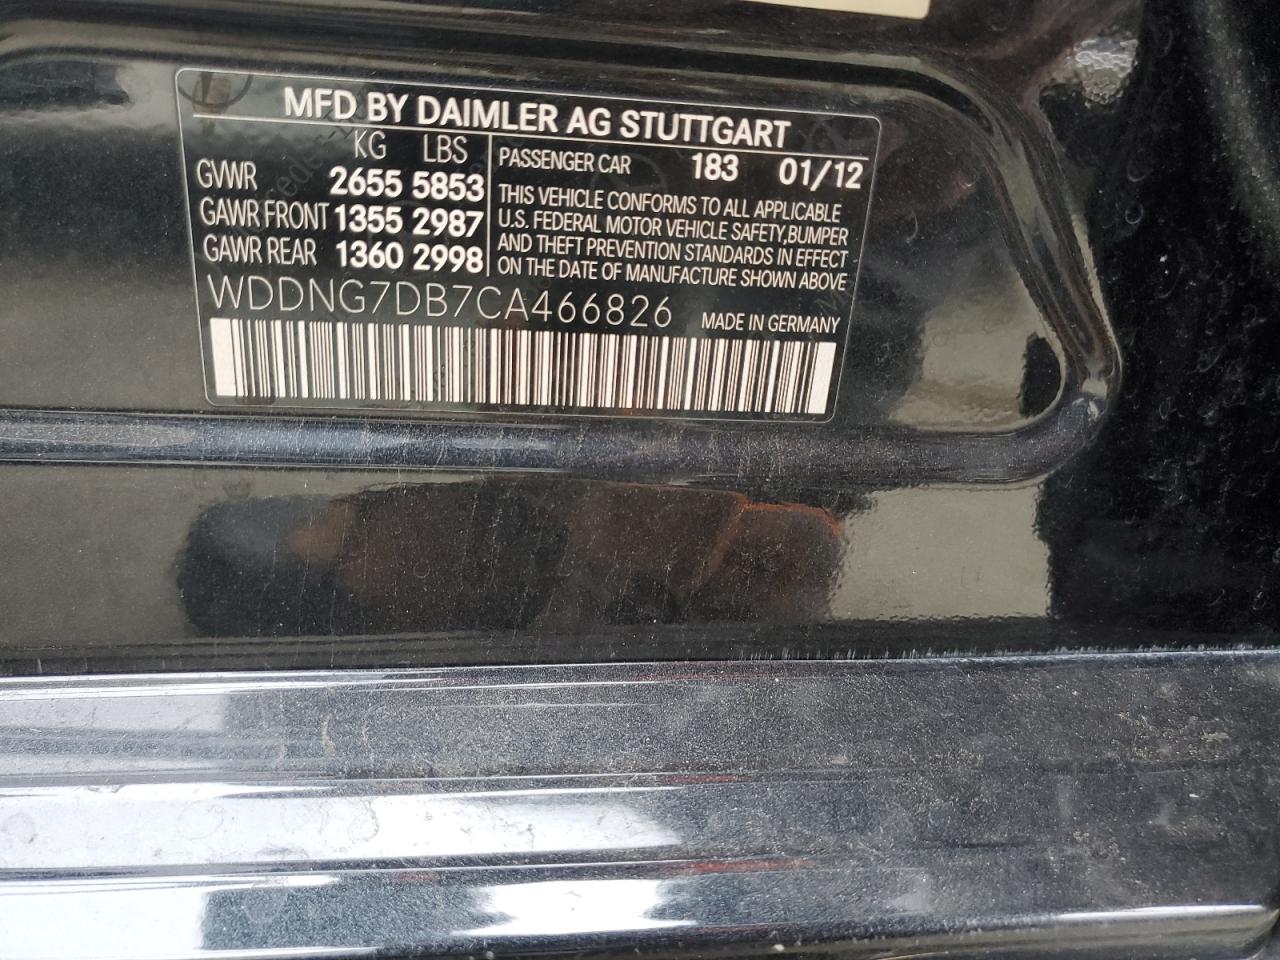 MFD BY DAIMLER AG STUTTGART
KG LBS
GVWR 2655 5853
GAWR FRONT 1355 2987
GAWR REAR 1360 2998
PASSENGER CAR 183 01/12
THIS VEHICLE CONFORMS TO ALL APPLICABLE
U.S. FEDERAL MOTOR VEHICLE SAFETY,BUMPER
AND THEFT PREVENTION STANDARDS IN EFFECT
ON THE DATE OF MANUFACTURE SHOWN ABOVE
WDDNG7DB7CA466826 MADE IN GERMANY